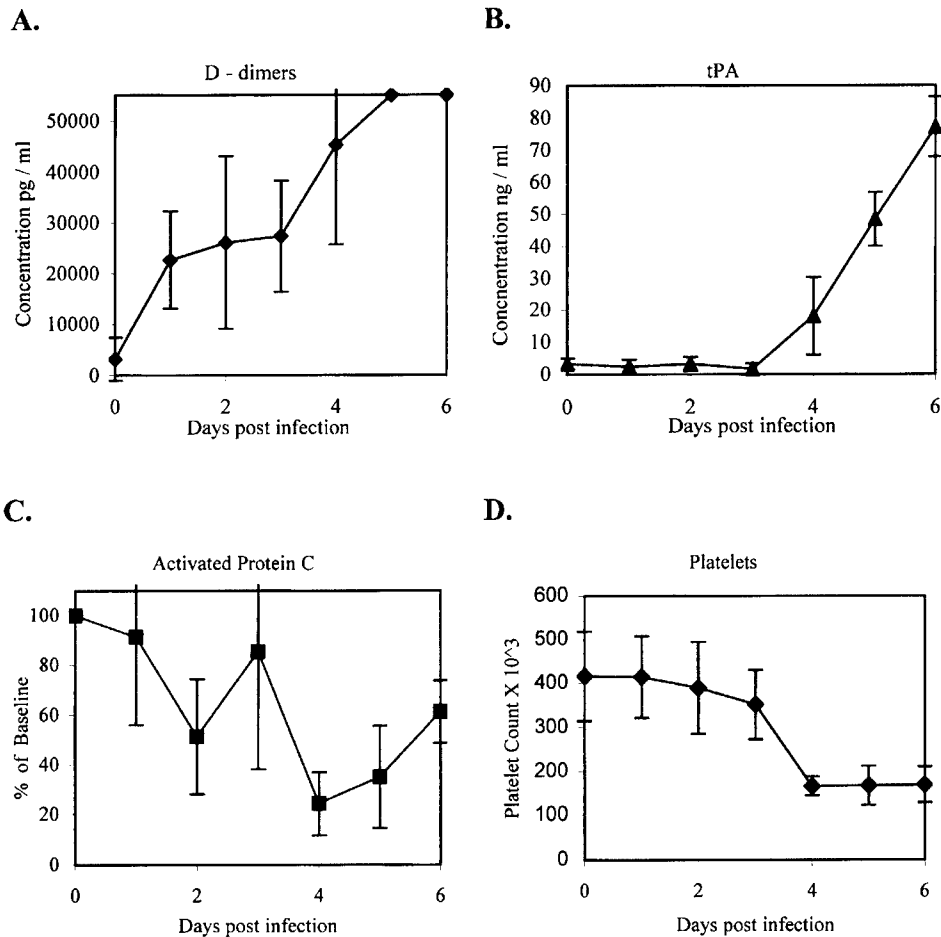 A.
D - dimers
Concentration pg / ml
50000
40000
30000
20000
10000
0
0 2 4 6
Days post infection
B.
tPA
Concnentration ng / ml
90
80
70
60
50
40
30
20
10
0
0 2 4 6
Days post infection
C.
Activated Protein C
% of Baseline
100
80
60
40
20
0
0 2 4 6
Days post infection
D.
Platelets
Platelet Count X 10^3
600
500
400
300
200
100
0
0 2 4 6
Days post infection